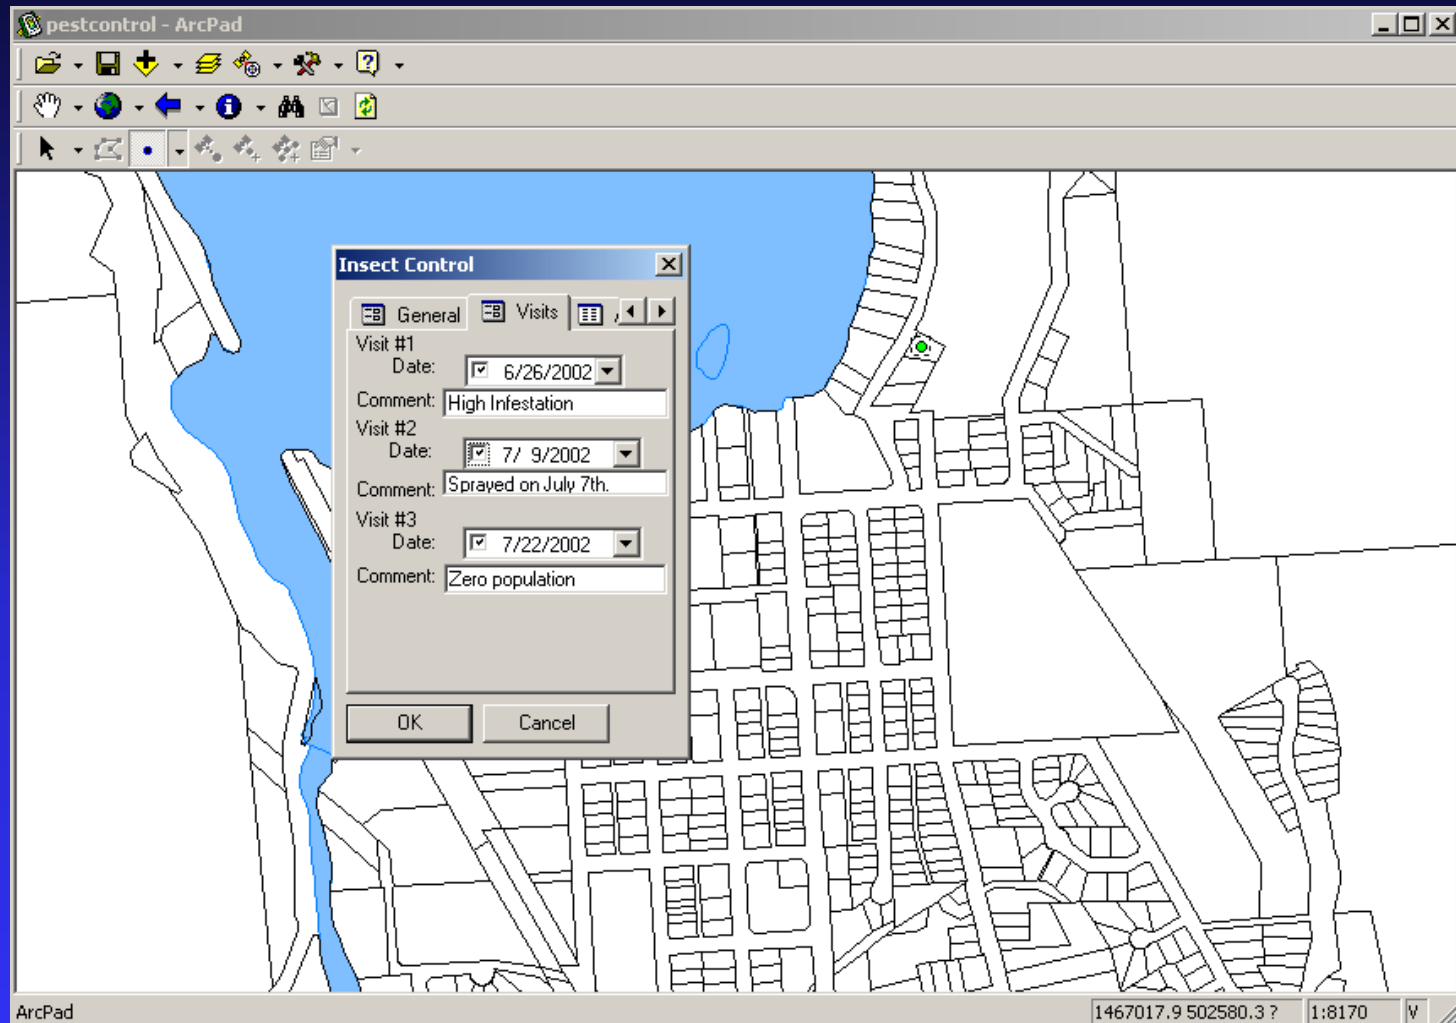 pestcontrol - ArcPad
Insect Control
General Visits
Visit #1
Date: 6/26/2002
Comment: High Infestation
Visit #2
Date: 7/ 9/2002
Comment: Sprayed on July 7th.
Visit #3
Date: 7/22/2002
Comment: Zero population
OK Cancel
ArcPad 1467017.9 502580.3 ? 1:8170 V